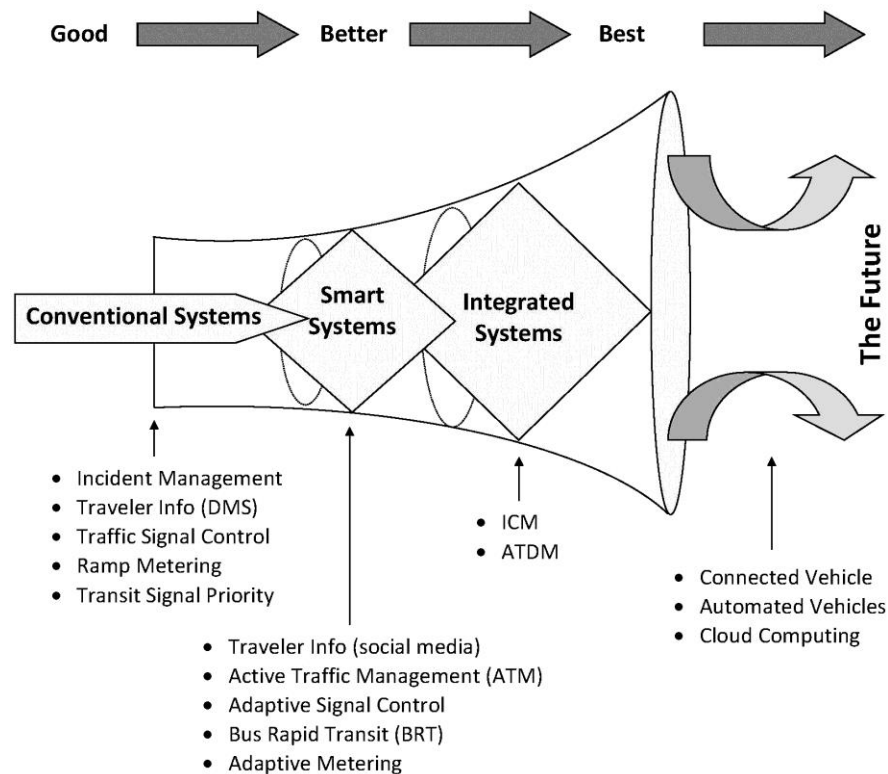 Good Better Best
Conventional Systems
Smart
Systems
Integrated
Systems
The Future
• Incident Management
• Traveler Info (DMS)
• Traffic Signal Control
• Ramp Metering
• Transit Signal Priority
• Traveler Info (social media)
• Active Traffic Management (ATM)
• Adaptive Signal Control
• Bus Rapid Transit (BRT)
• Adaptive Metering
• ICM
• ATDM
• Connected Vehicle
• Automated Vehicles
• Cloud Computing